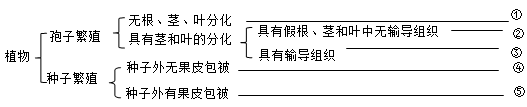 无根、茎、叶分化 ①
孢子繁殖
具有假根、茎和叶中无输导组织 ②
具有茎和叶的分化
具有输导组织 ③
植物
种子外无果皮包被 ④
种子繁殖
种子外有果皮包被 ⑤